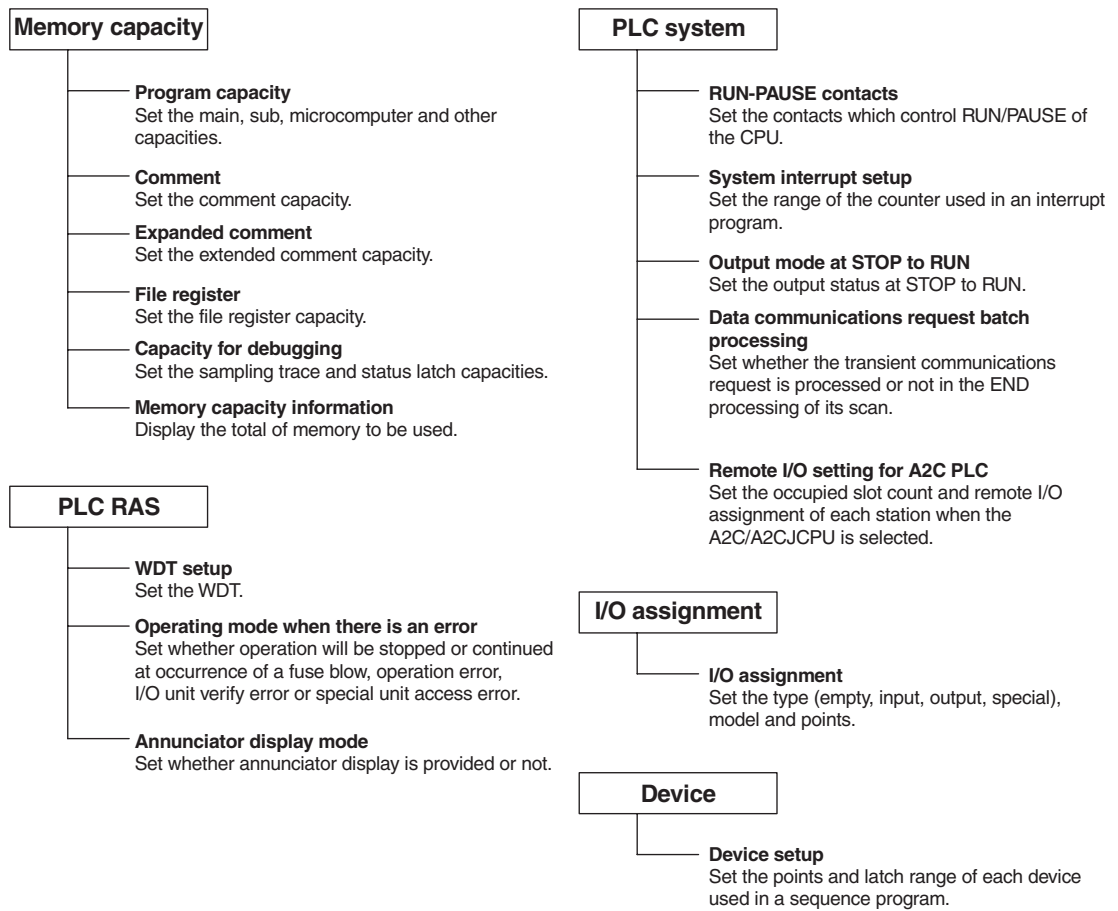 Memory capacity
Program capacity
Set the main, sub, microcomputer and other
capacities.
Comment
Set the comment capacity.
Expanded comment
Set the extended comment capacity.
File register
Set the file register capacity.
Capacity for debugging
Set the sampling trace and status latch capacities.
Memory capacity information
Display the total of memory to be used.
PLC RAS
WDT setup
Set the WDT.
Operating mode when there is an error
Set whether operation will be stopped or continued
at occurrence of a fuse blow, operation error,
I/O unit verify error or special unit access error.
Annunciator display mode
Set whether annunciator display is provided or not.
PLC system
RUN-PAUSE contacts
Set the contacts which control RUN/PAUSE of
the CPU.
System interrupt setup
Set the range of the counter used in an interrupt
program.
Output mode at STOP to RUN
Set the output status at STOP to RUN.
Data communications request batch
processing
Set whether the transient communications
request is processed or not in the END
processing of its scan.
Remote I/O setting for A2C PLC
Set the occupied slot count and remote I/O
assignment of each station when the
A2C/A2CJCPU is selected.
I/O assignment
I/O assignment
Set the type (empty, input, output, special),
model and points.
Device
Device setup
Set the points and latch range of each device
used in a sequence program.